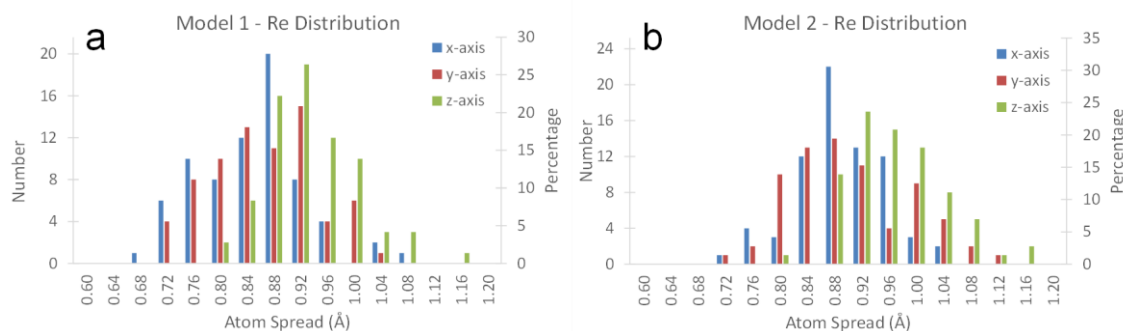 a
Model 1 - Re Distribution
x-axis
y-axis
z-axis
Number
20
16
12
8
4
0
Percentage
30
25
20
15
10
5
0
0.60 0.64 0.68 0.72 0.76 0.80 0.84 0.88 0.92 0.96 1.00 1.04 1.08 1.12 1.16 1.20
Atom Spread (Å)
b
Model 2 - Re Distribution
x-axis
y-axis
z-axis
Number
24
20
16
12
8
4
0
Percentage
35
30
25
20
15
10
5
0
0.60 0.64 0.68 0.72 0.76 0.80 0.84 0.88 0.92 0.96 1.00 1.04 1.08 1.12 1.16 1.20
Atom Spread (Å)